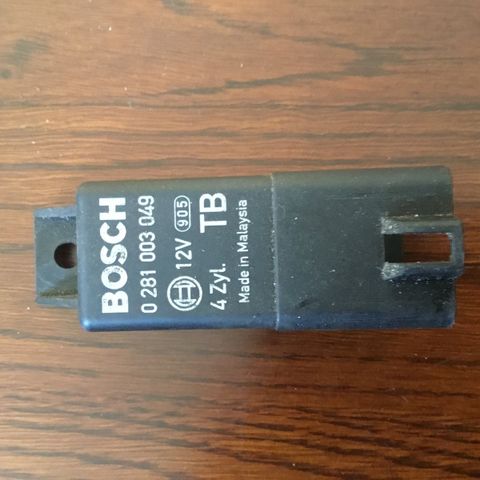 BOSCH
0 281 003 049
12V 905
4 Zyl. TB
Made in Malaysia